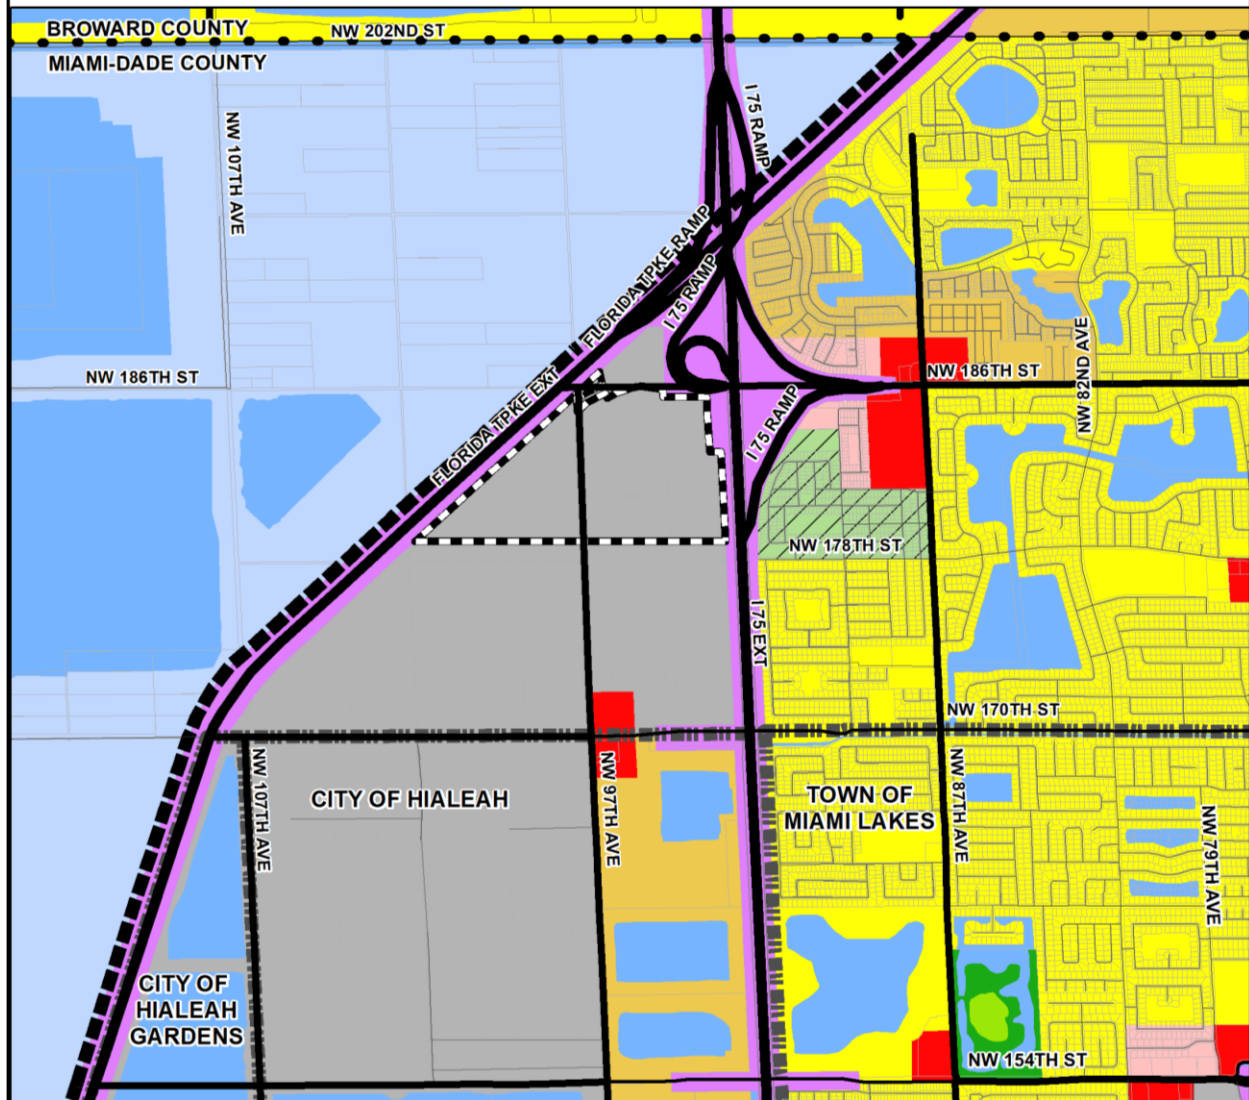 BROWARD COUNTY
NW 202ND ST
MIAMI-DADE COUNTY
NW 107TH AVE
I 75 RAMP
FLORIDA TPKE RAMP
I 75 RAMP
NW 186TH ST
FLORIDA TPKE EXT
NW 186TH ST
NW 82ND AVE
I 75 RAMP
NW 178TH ST
I 75 EXT
NW 170TH ST
NW 107TH AVE
CITY OF HIALEAH
NW 97TH AVE
TOWN OF
MIAMI LAKES
NW 87TH AVE
NW 79TH AVE
CITY OF
HIALEAH
GARDENS
NW 154TH ST